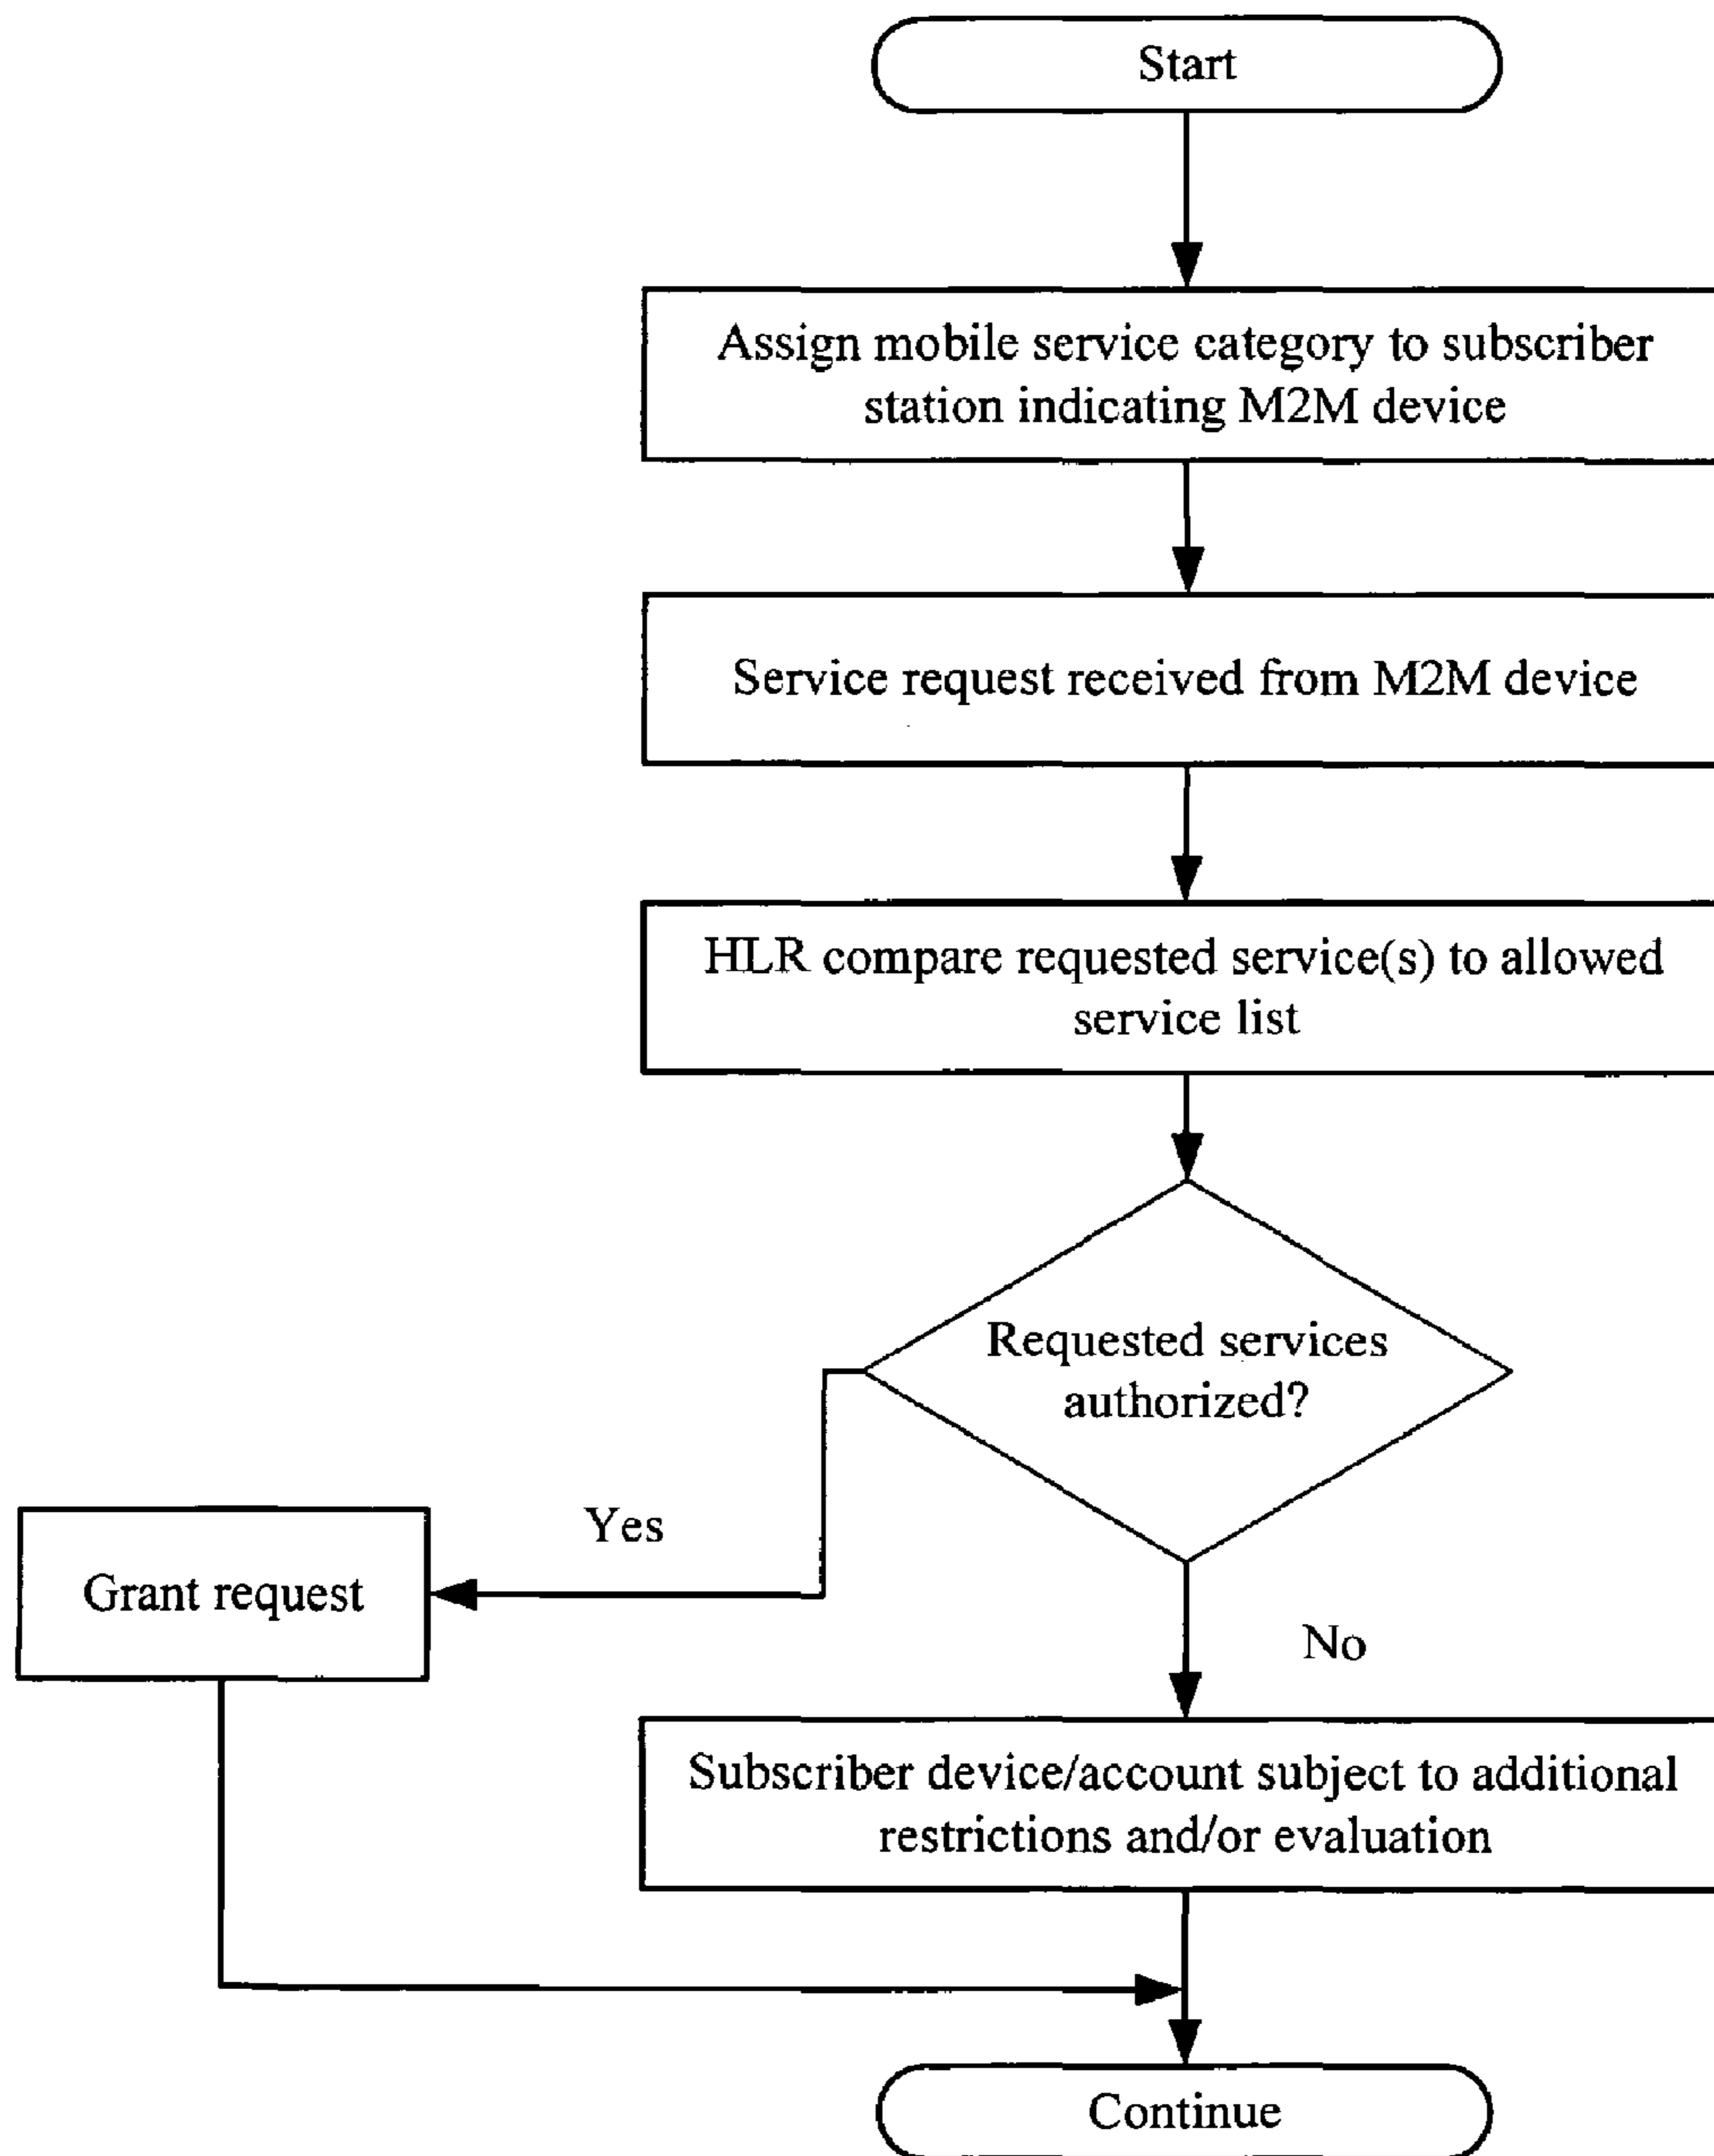 Start
Assign mobile service category to subscriber
station indicating M2M device
Service request received from M2M device
HLR compare requested service(s) to allowed
service list
Requested services
authorized?
Yes
Grant request
No
Subscriber device/account subject to additional
restrictions and/or evaluation
Continue